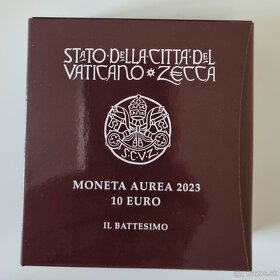 STATO·DELLA·CITTÀ·DEL
VATICANO * ZECCA
S·C·V·Z
MONETA AUREA 2023
10 EURO
IL BATTESIMO